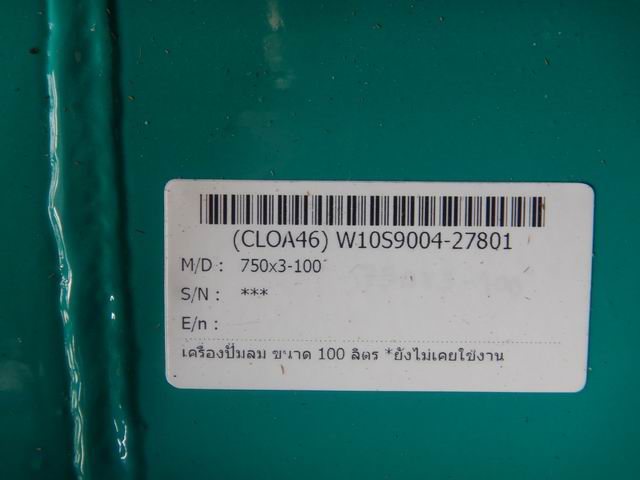 (CLOA46) W10S9004-27801
M/D : 750x3-100
S/N : ***
E/n :
เครื่องปั๊มลม ขนาด 100 ลิตร *ยังไม่เคยใช้งาน